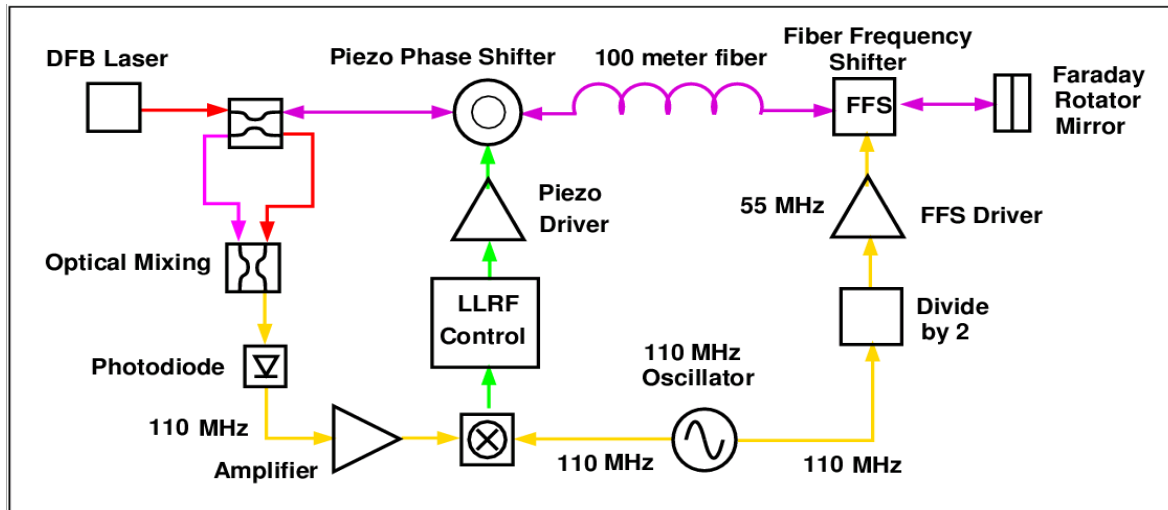 DFB Laser
Piezo Phase Shifter
100 meter fiber
Fiber Frequency
Shifter
FFS
Faraday
Rotator
Mirror
Piezo
Driver
55 MHz
FFS Driver
Optical Mixing
LLRF
Control
Divide
by 2
Photodiode
110 MHz
Oscillator
110 MHz
Amplifier
110 MHz
110 MHz